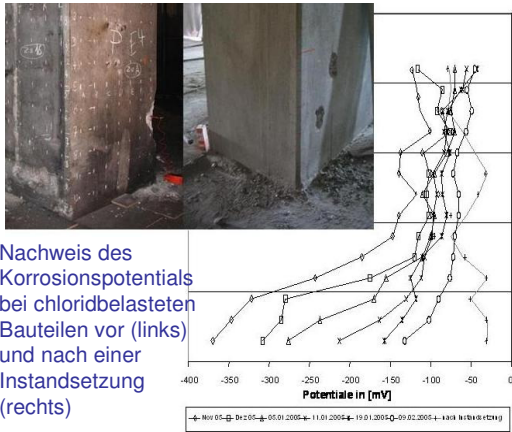 Nachweis des
Korrosionspotentials
bei chloridbelasteten
Bauteilen vor (links)
und nach einer
Instandsetzung
(rechts)
-400 -350 -300 -250 -200 -150 -100 -50 0
Potentiale in [mV]
Nov 05 Dez 05 05.01.2006 11.01.2006 19.01.2006 09.02.2006 nach Instandsetzung